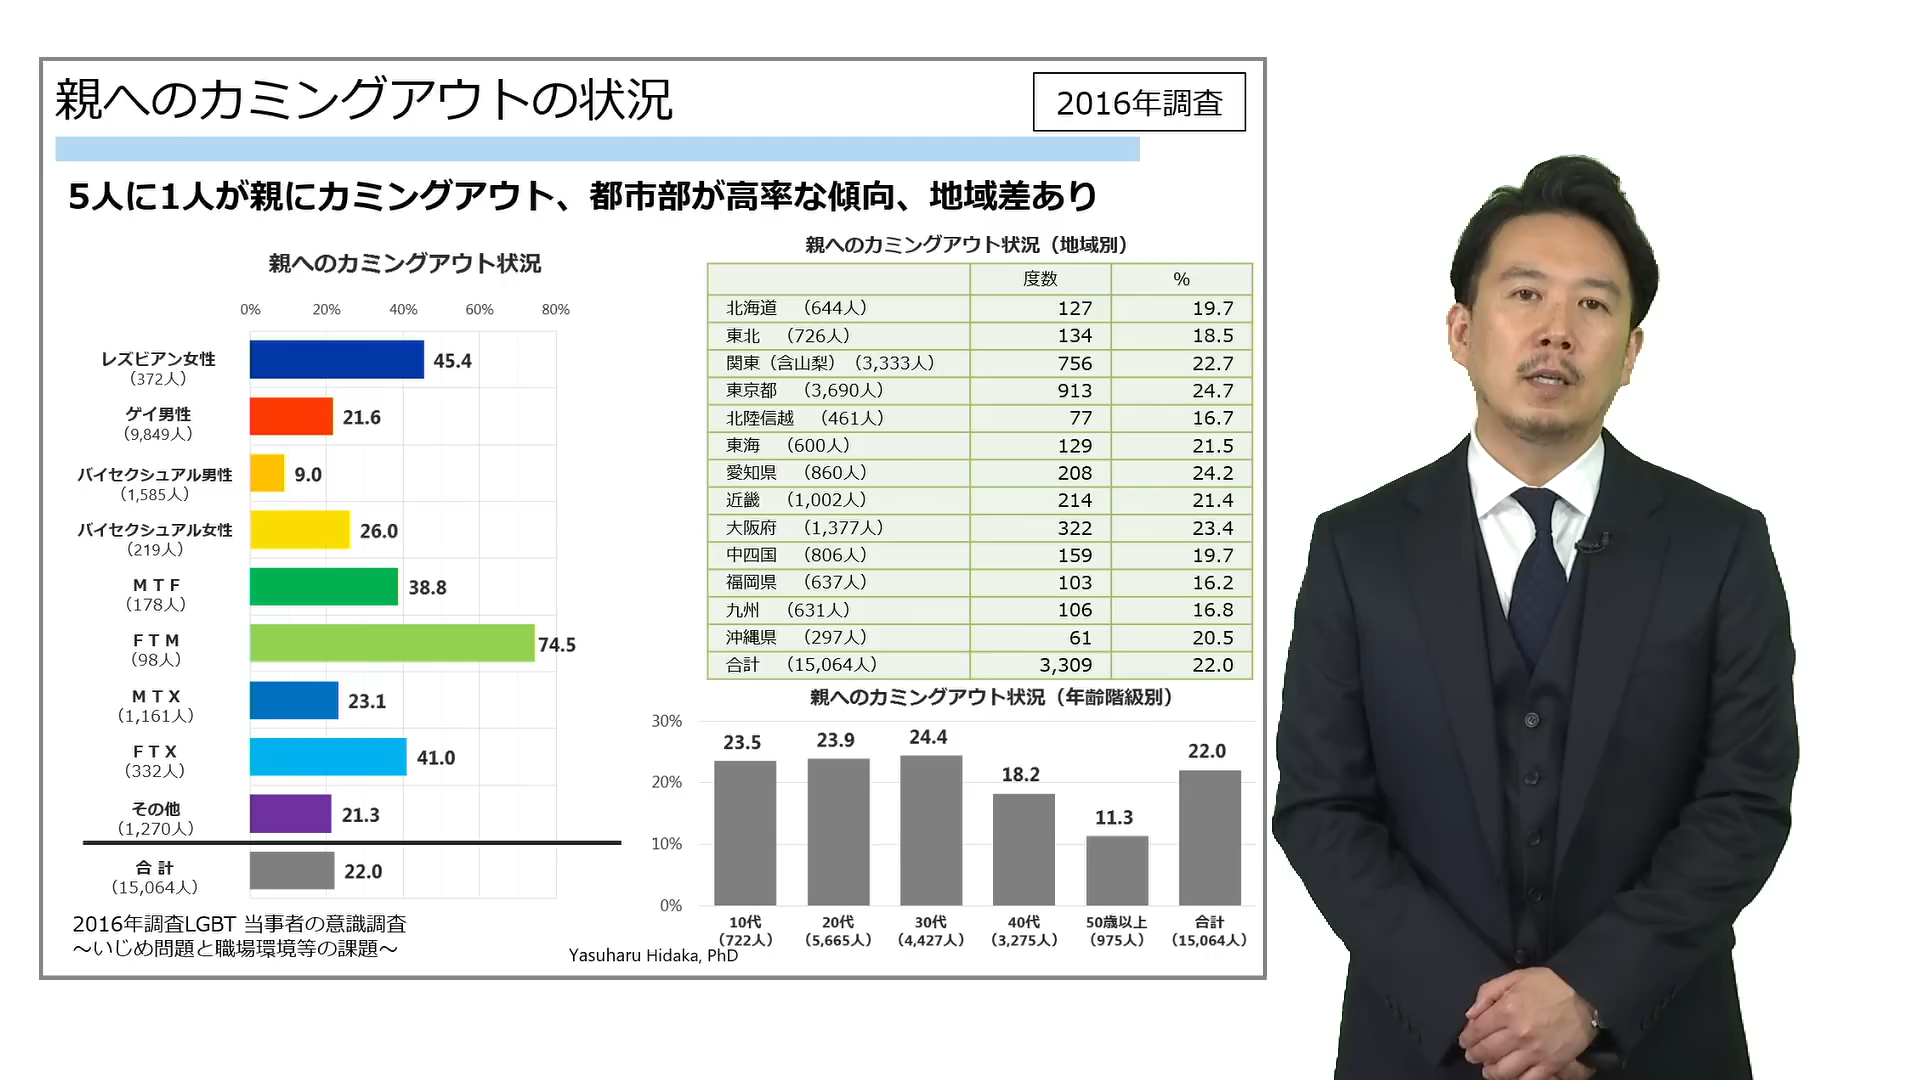 親へのカミングアウトの状況
2016年調査
5人に1人が親にカミングアウト、都市部が高率な傾向、地域差あり
親へのカミングアウト状況
0% 20% 40% 60% 80%
レズビアン女性
（372人）
45.4
ゲイ男性
（9,849人）
21.6
バイセクシュアル男性
（1,585人）
9.0
バイセクシュアル女性
（219人）
26.0
ＭＴＦ
（178人）
38.8
ＦＴＭ
（98人）
74.5
ＭＴＸ
（1,161人）
23.1
ＦＴＸ
（332人）
41.0
その他
（1,270人）
21.3
合 計
（15,064人）
22.0
2016年調査LGBT 当事者の意識調査
～いじめ問題と職場環境等の課題～
Yasuharu Hidaka, PhD
親へのカミングアウト状況（地域別）
度数 %
北海道 （644人） 127 19.7
東北 （726人） 134 18.5
関東（含山梨）（3,333人） 756 22.7
東京都 （3,690人） 913 24.7
北陸信越 （461人） 77 16.7
東海 （600人） 129 21.5
愛知県 （860人） 208 24.2
近畿 （1,002人） 214 21.4
大阪府 （1,377人） 322 23.4
中四国 （806人） 159 19.7
福岡県 （637人） 103 16.2
九州 （631人） 106 16.8
沖縄県 （297人） 61 20.5
合計 （15,064人） 3,309 22.0
親へのカミングアウト状況（年齢階級別）
30%
20%
10%
0%
23.5 23.9 24.4 18.2 11.3 22.0
10代 20代 30代 40代 50歳以上 合計
（722人） （5,665人） （4,427人） （3,275人） （975人） （15,064人）